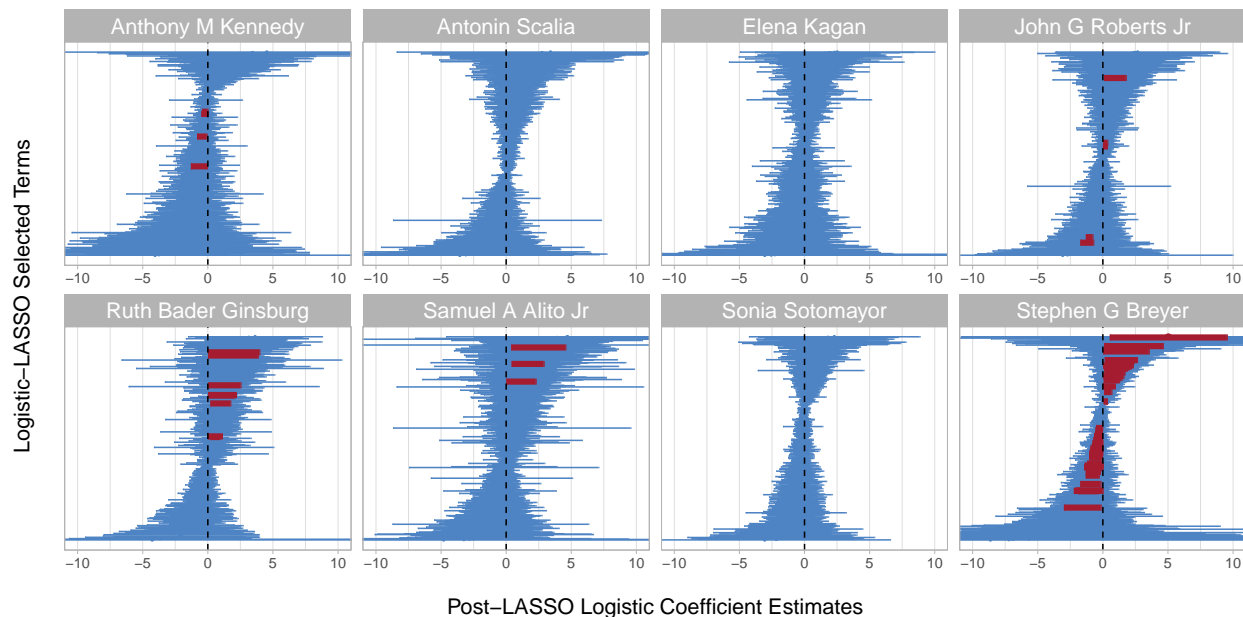 Anthony M Kennedy
Antonin Scalia
Elena Kagan
John G Roberts Jr
−10 −5 0 5 10
−10 −5 0 5 10
−10 −5 0 5 10
−10 −5 0 5 10
Ruth Bader Ginsburg
Samuel A Alito Jr
Sonia Sotomayor
Stephen G Breyer
−10 −5 0 5 10
−10 −5 0 5 10
−10 −5 0 5 10
−10 −5 0 5 10
Logistic−LASSO Selected Terms
Post−LASSO Logistic Coefficient Estimates